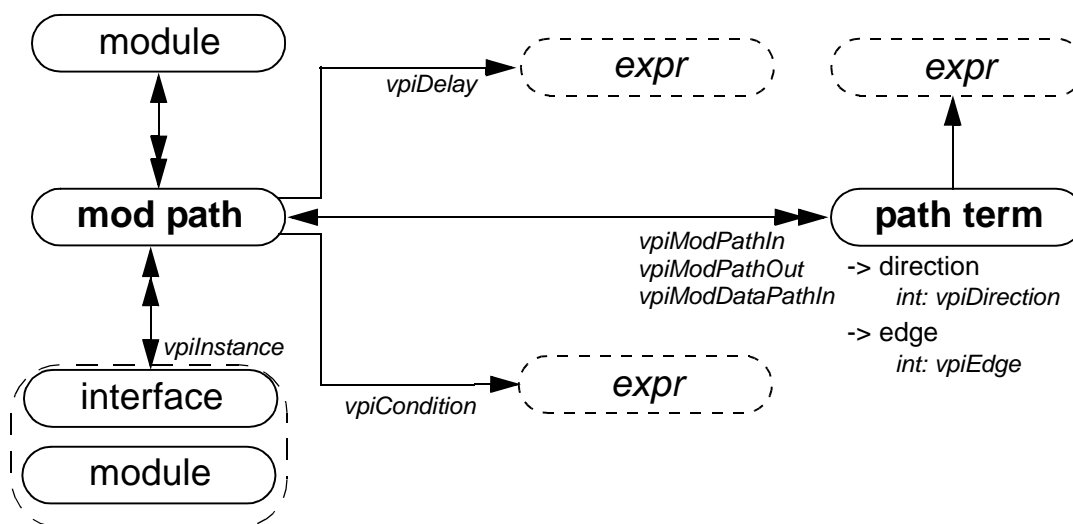 module
vpiDelay
expr
expr
mod path
path term
vpiModPathIn
vpiModPathOut
vpiModDataPathIn
-> direction
int: vpiDirection
-> edge
int: vpiEdge
vpiInstance
interface
module
vpiCondition
expr